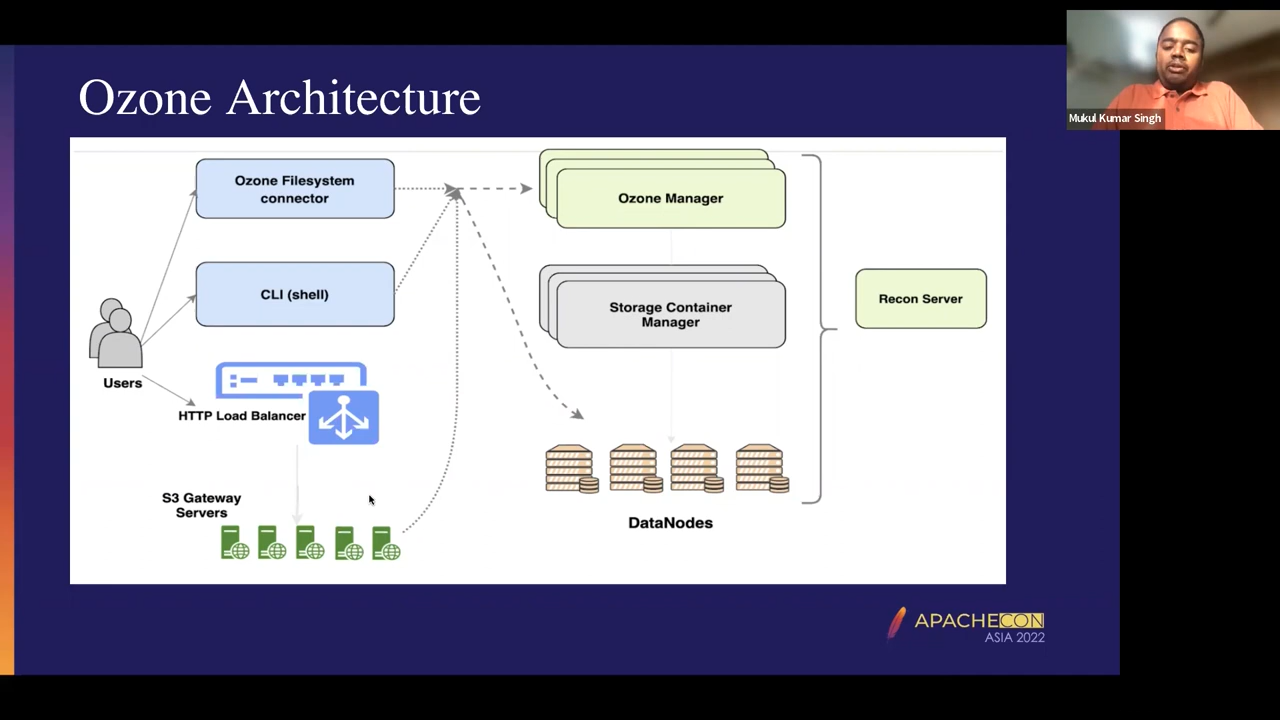 Ozone Architecture
Mukul Kumar Singh
Ozone Filesystem
connector
Ozone Manager
CLI (shell)
Storage Container
Manager
Recon Server
Users
HTTP Load Balancer
S3 Gateway
Servers
DataNodes
APACHECON
ASIA 2022